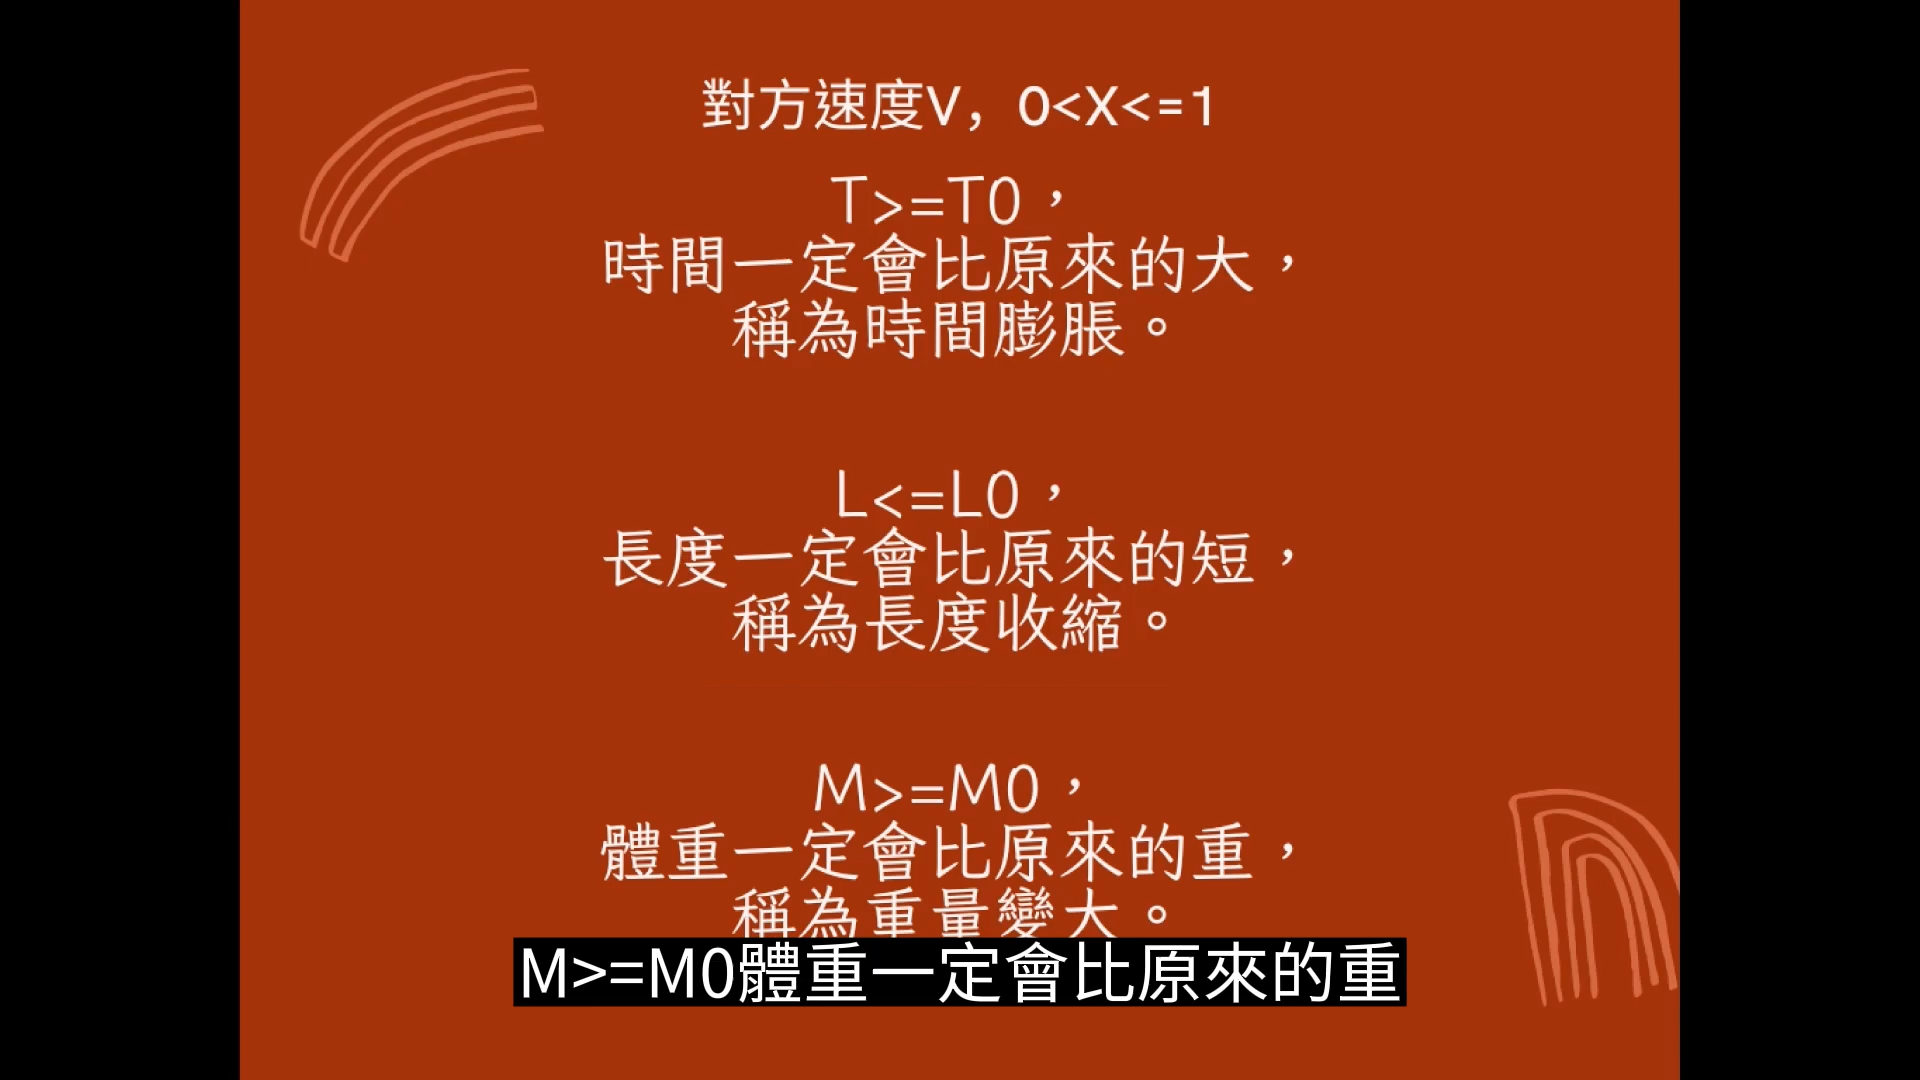 對方速度V，0<X<=1
T>=T0，
時間一定會比原來的大，
稱為時間膨脹。
L<=L0，
長度一定會比原來的短，
稱為長度收縮。
M>=M0，
體重一定會比原來的重，
稱為重量變大。
M>=M0體重一定會比原來的重